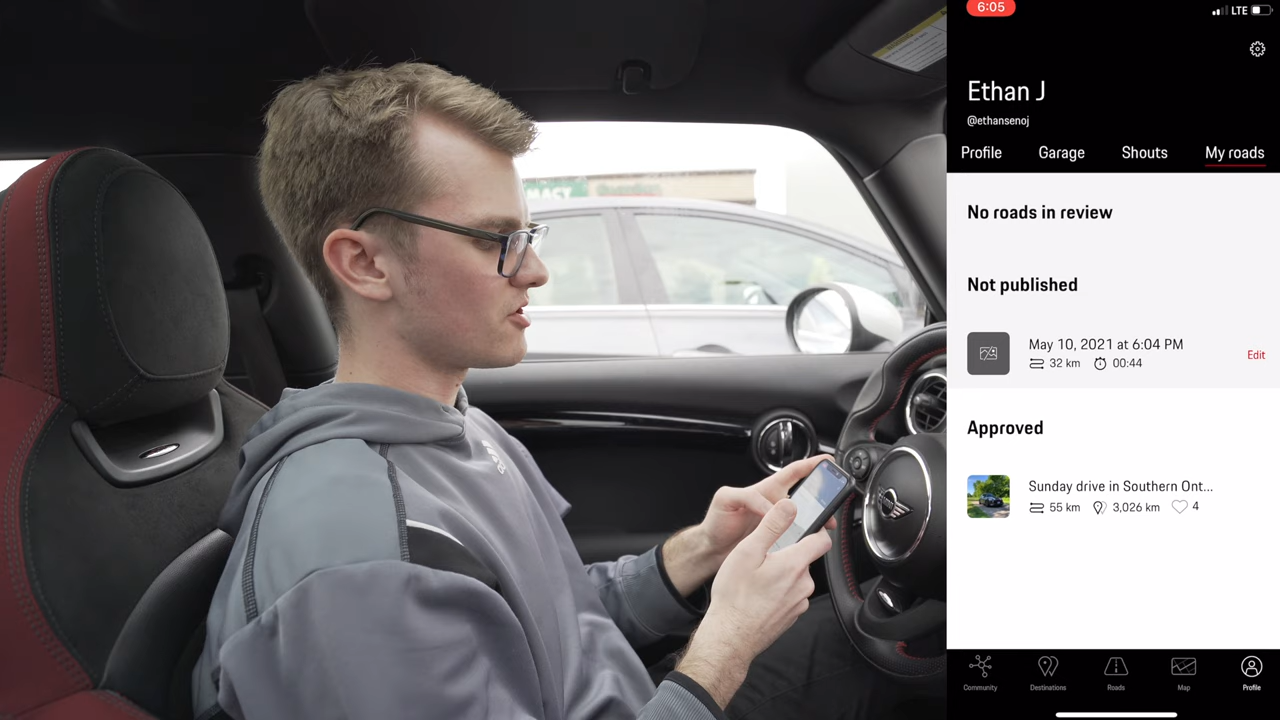 6:05
LTE
Ethan J
@ethansenoj
Profile Garage Shouts My roads
No roads in review
Not published
May 10, 2021 at 6:04 PM
32 km 00:44
Edit
Approved
Sunday drive in Southern Ont...
55 km 3,026 km 4
Community Destinations Roads Map Profile